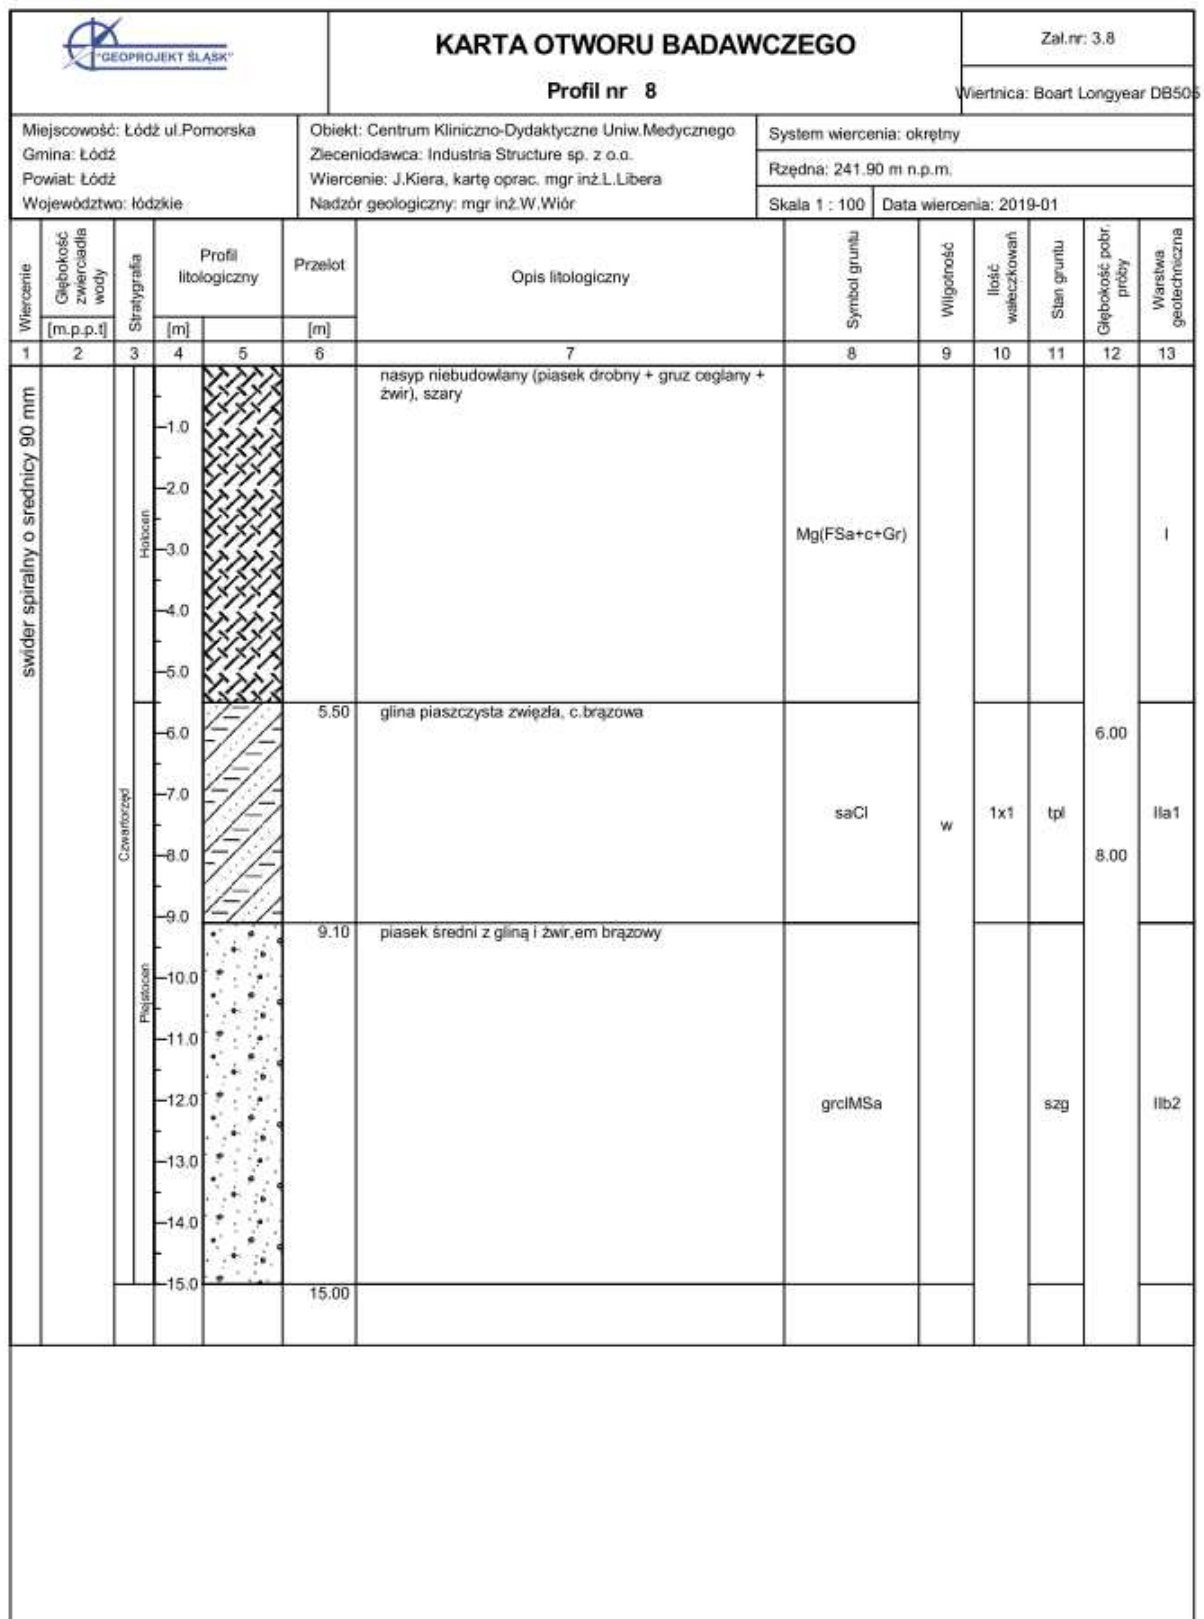 "GEOPROJEKT ŚLĄSK"
KARTA OTWORU BADAWCZEGO
Profil nr 8
Zał.nr: 3.8
Wiertnica: Boart Longyear DB505
Miejscowość: Łódź ul.Pomorska
Gmina: Łódź
Powiat: Łódź
Województwo: łódzkie
Obiekt: Centrum Kliniczno-Dydaktyczne Uniw.Medycznego
Zleceniodawca: Industria Structure sp. z o.o.
Wiercenie: J.Kiera, kartę oprac. mgr inż.L.Libera
Nadzór geologiczny: mgr inż.W.Wiór
System wiercenia: okrętny
Rzędna: 241.90 m n.p.m.
Skala 1 : 100
Data wiercenia: 2019-01
Wiercenie
Głębokość
zwierciadła
wody
[m.p.p.t]
Stratygrafia
Profil
litologiczny
[m]
Przelot
[m]
Opis litologiczny
Symbol gruntu
Wilgotność
Ilość
wałeczkowań
Stan gruntu
Głębokość pobr.
próby
Warstwa
geotechniczna
1 2 3 4 5 6 7 8 9 10 11 12 13
swider spiralny o srednicy 90 mm
Czwartorzęd
Holocen
Plejstocen
1.0
2.0
3.0
4.0
5.0
6.0
7.0
8.0
9.0
10.0
11.0
12.0
13.0
14.0
15.0
nasyp niebudowlany (piasek drobny + gruz ceglany +
żwir), szary
Mg(FSa+c+Gr)
I
5.50
glina piaszczysta zwięzła, c.brązowa
saCl
w
1x1
tpl
6.00
8.00
IIa1
9.10
piasek średni z gliną i żwir,em brązowy
grclMSa
szg
IIb2
15.00